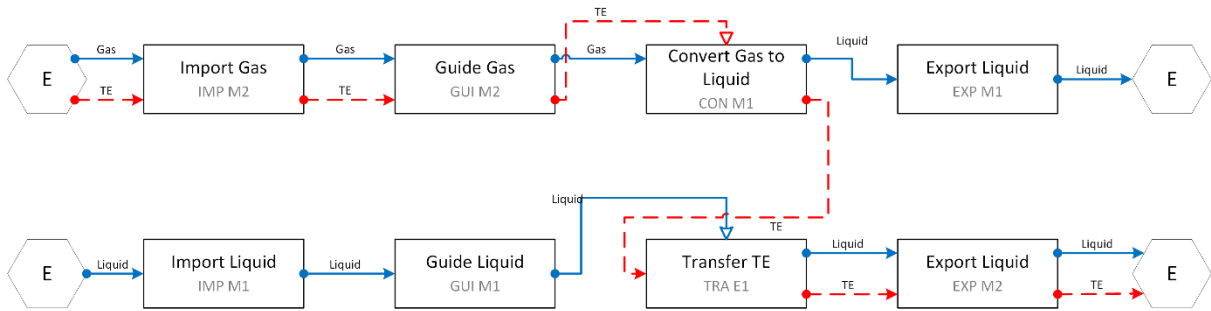 TE
Gas
Gas
Gas
Liquid
Liquid
E
Import Gas
IMP M2
Guide Gas
GUI M2
Convert Gas to
Liquid
CON M1
Export Liquid
EXP M1
E
TE
TE
Liquid
TE
Liquid
Liquid
E
Liquid
Import Liquid
IMP M1
Liquid
Guide Liquid
GUI M1
Transfer TE
TRA E1
Export Liquid
EXP M2
E
TE
TE